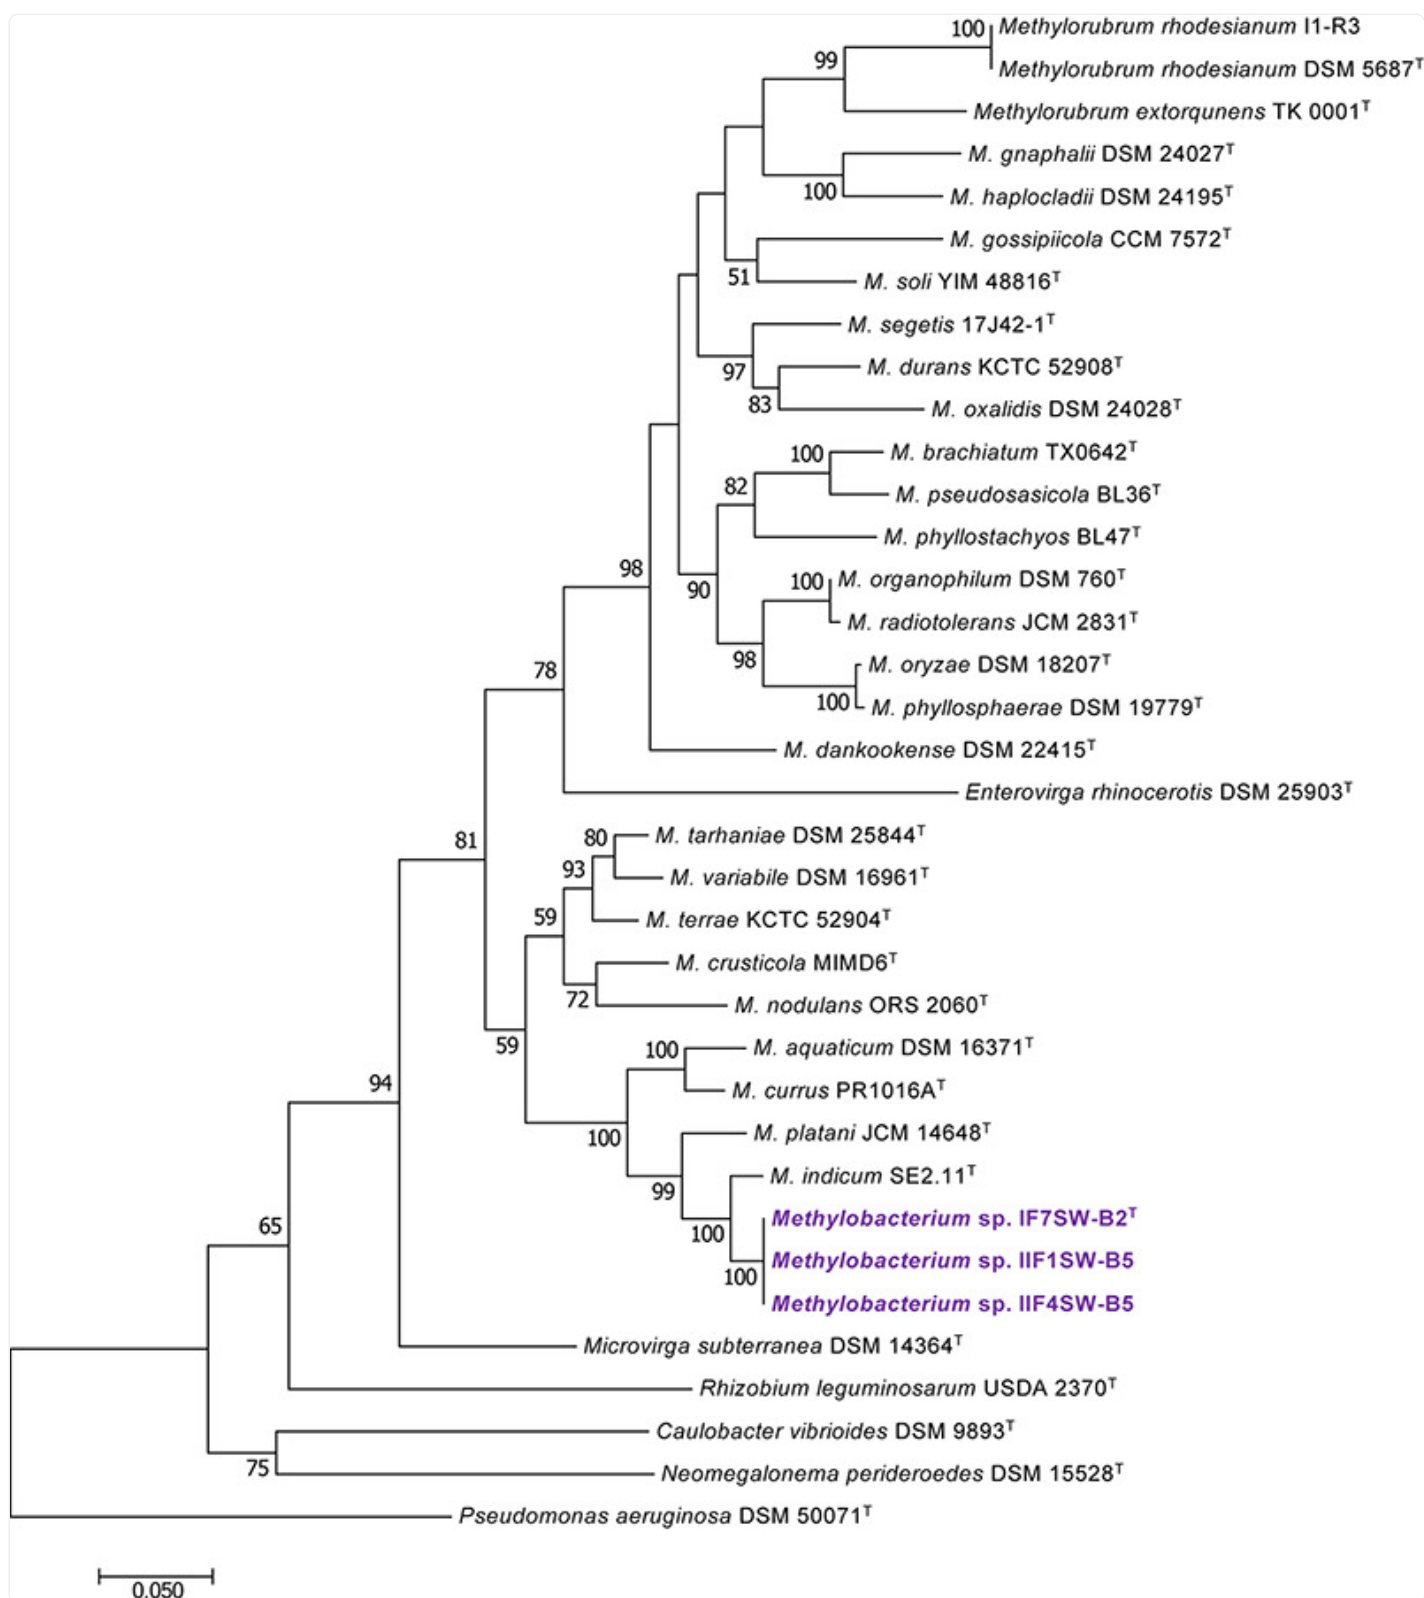 100 Methylorubrum rhodesianum I1-R3
99
Methylorubrum rhodesianum DSM 5687ᵀ
Methylorubrum extorqunens TK 0001ᵀ
M. gnaphalii DSM 24027ᵀ
100
M. haplocladii DSM 24195ᵀ
M. gossipiicola CCM 7572ᵀ
51
M. soli YIM 48816ᵀ
M. segetis 17J42-1ᵀ
97
M. durans KCTC 52908ᵀ
83
M. oxalidis DSM 24028ᵀ
100
M. brachiatum TX0642ᵀ
82
M. pseudosasicola BL36ᵀ
M. phyllostachyos BL47ᵀ
98
100 M. organophilum DSM 760ᵀ
90
M. radiotolerans JCM 2831ᵀ
98
M. oryzae DSM 18207ᵀ
78
100 M. phyllosphaerae DSM 19779ᵀ
M. dankookense DSM 22415ᵀ
Enterovirga rhinocerotis DSM 25903ᵀ
81
80 M. tarhaniae DSM 25844ᵀ
93
M. variabile DSM 16961ᵀ
59
M. terrae KCTC 52904ᵀ
M. crusticola MIMD6ᵀ
72
M. nodulans ORS 2060ᵀ
59
100
M. aquaticum DSM 16371ᵀ
94
M. currus PR1016Aᵀ
100
M. platani JCM 14648ᵀ
M. indicum SE2.11ᵀ
99
65
Methylobacterium sp. IF7SW-B2ᵀ
100
Methylobacterium sp. IIF1SW-B5
100
Methylobacterium sp. IIF4SW-B5
Microvirga subterranea DSM 14364ᵀ
Rhizobium leguminosarum USDA 2370ᵀ
Caulobacter vibrioides DSM 9893ᵀ
75
Neomegalonema perideroedes DSM 15528ᵀ
Pseudomonas aeruginosa DSM 50071ᵀ
0.050